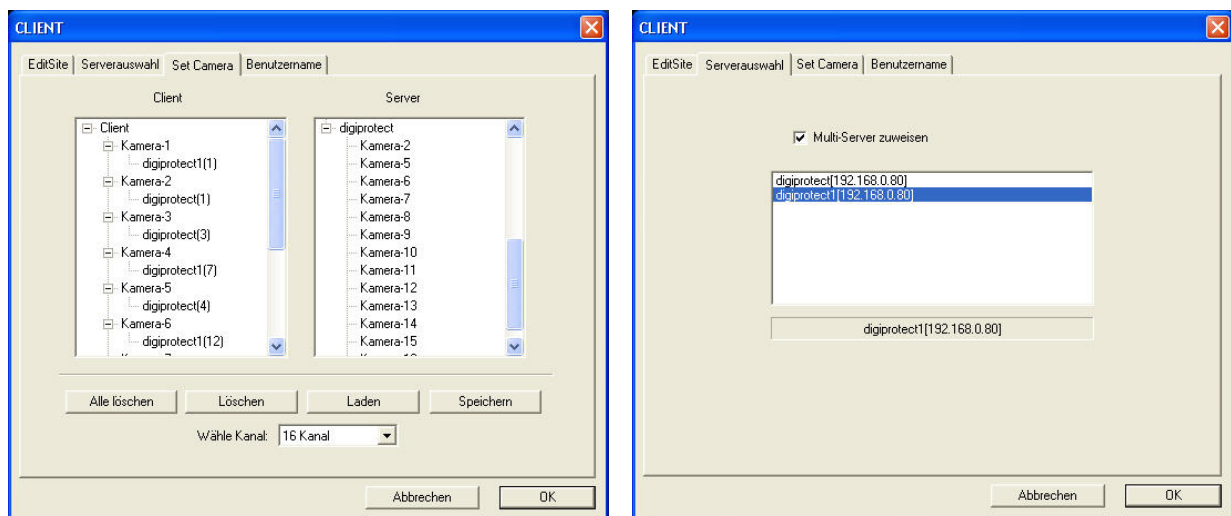 CLIENT
EditSite Serverauswahl Set Camera Benutzername
Client
Client
Kamera-1
digiprotect1(1)
Kamera-2
digiprotect(1)
Kamera-3
digiprotect(3)
Kamera-4
digiprotect1(7)
Kamera-5
digiprotect(4)
Kamera-6
digiprotect1(12)
Server
digiprotect
Kamera-2
Kamera-5
Kamera-6
Kamera-7
Kamera-8
Kamera-9
Kamera-10
Kamera-11
Kamera-12
Kamera-13
Kamera-14
Kamera-15
Alle löschen Löschen Laden Speichern
Wähle Kanal: 16 Kanal
Abbrechen OK
CLIENT
EditSite Serverauswahl Set Camera Benutzername
Multi-Server zuweisen
digiprotect[192.168.0.80]
digiprotect1[192.168.0.80]
digiprotect1[192.168.0.80]
Abbrechen OK